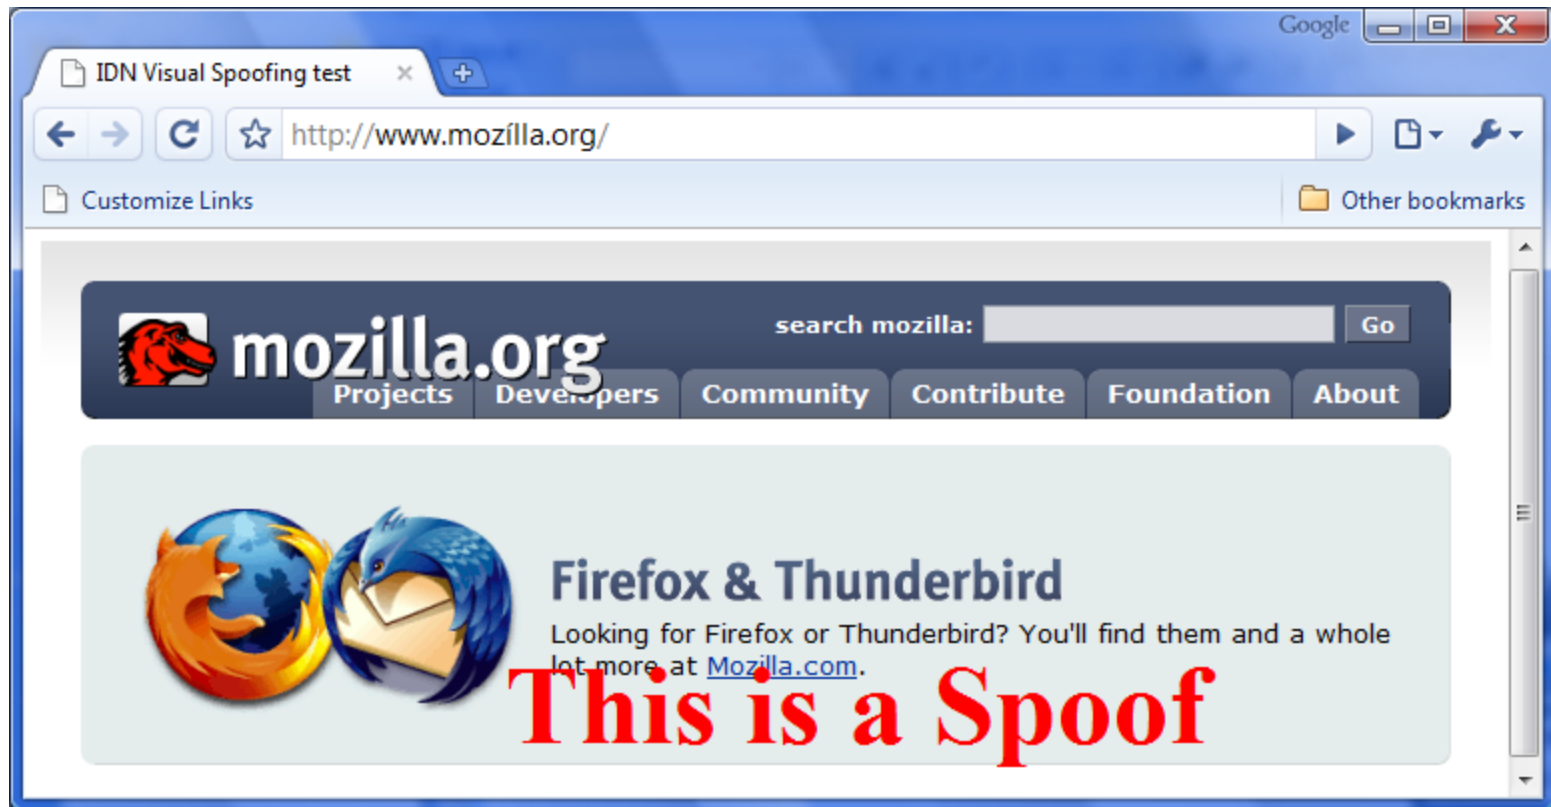 Google
IDN Visual Spoofing test
http://www.mozílla.org/
Customize Links
Other bookmarks
mozilla.org
search mozilla:
Go
Projects
Developers
Community
Contribute
Foundation
About
Firefox & Thunderbird
Looking for Firefox or Thunderbird? You'll find them and a whole
lot more at Mozilla.com.
This is a Spoof